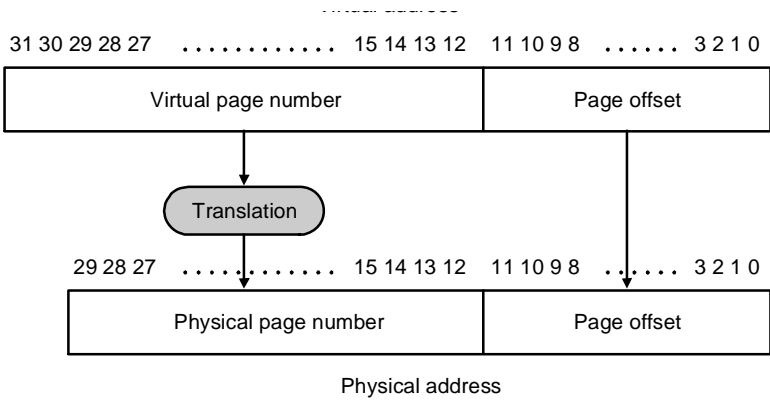 31 30 29 28 27 ............ 15 14 13 12 11 10 9 8 ...... 3 2 1 0
Virtual page number Page offset
Translation
29 28 27 ............ 15 14 13 12 11 10 9 8 ...... 3 2 1 0
Physical page number Page offset
Physical address